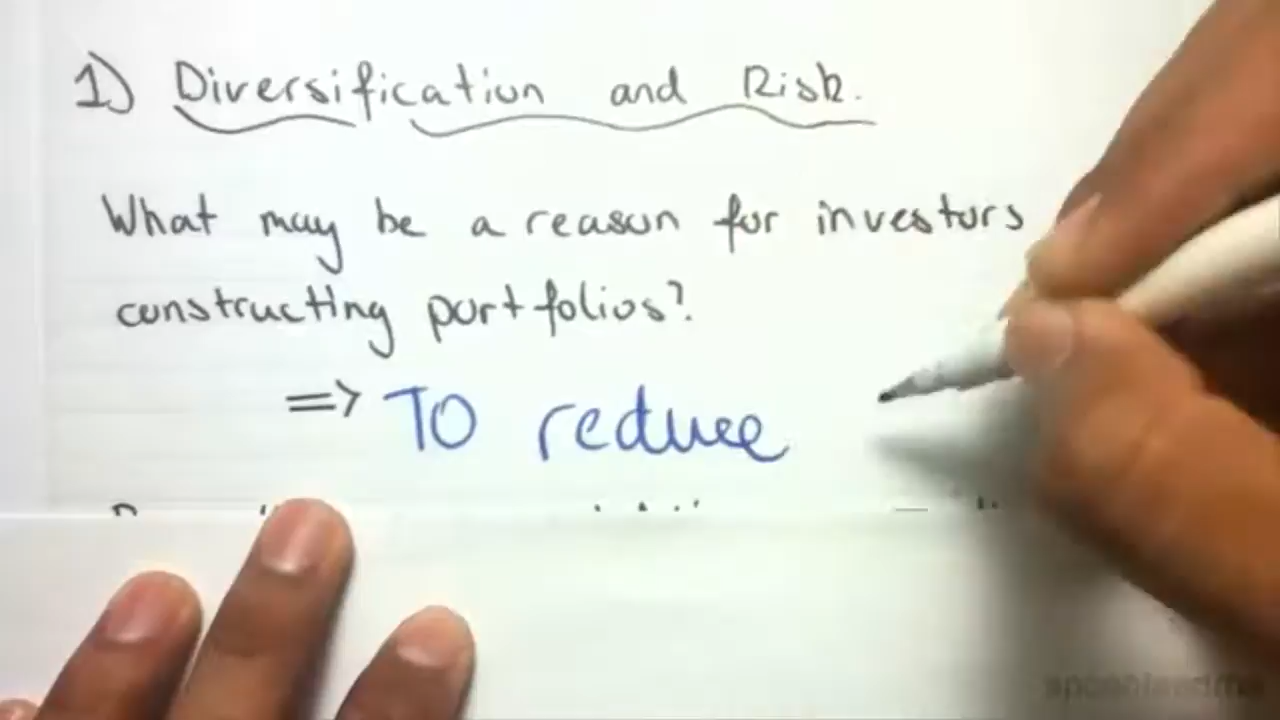 1) Diversification and Risk.
What may be a reason for investors
constructing portfolios?
=> TO reduce